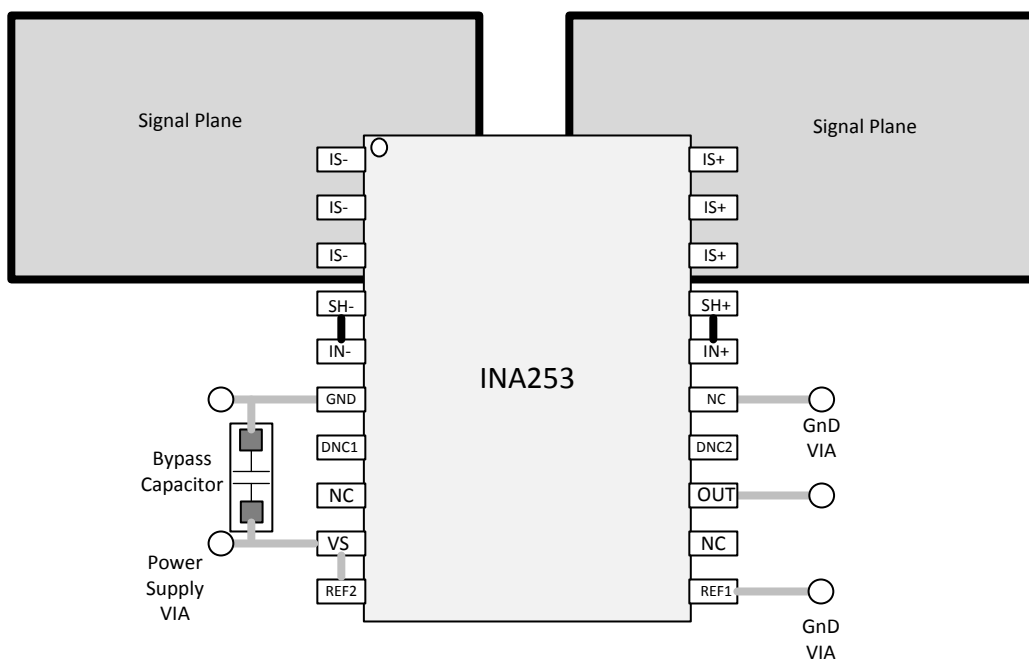 Signal Plane
Signal Plane
IS-
IS-
IS-
SH-
IN-
GND
DNC1
NC
VS
REF2
INA253
IS+
IS+
IS+
SH+
IN+
NC
DNC2
OUT
NC
REF1
Bypass
Capacitor
Power
Supply
VIA
GnD
VIA
GnD
VIA